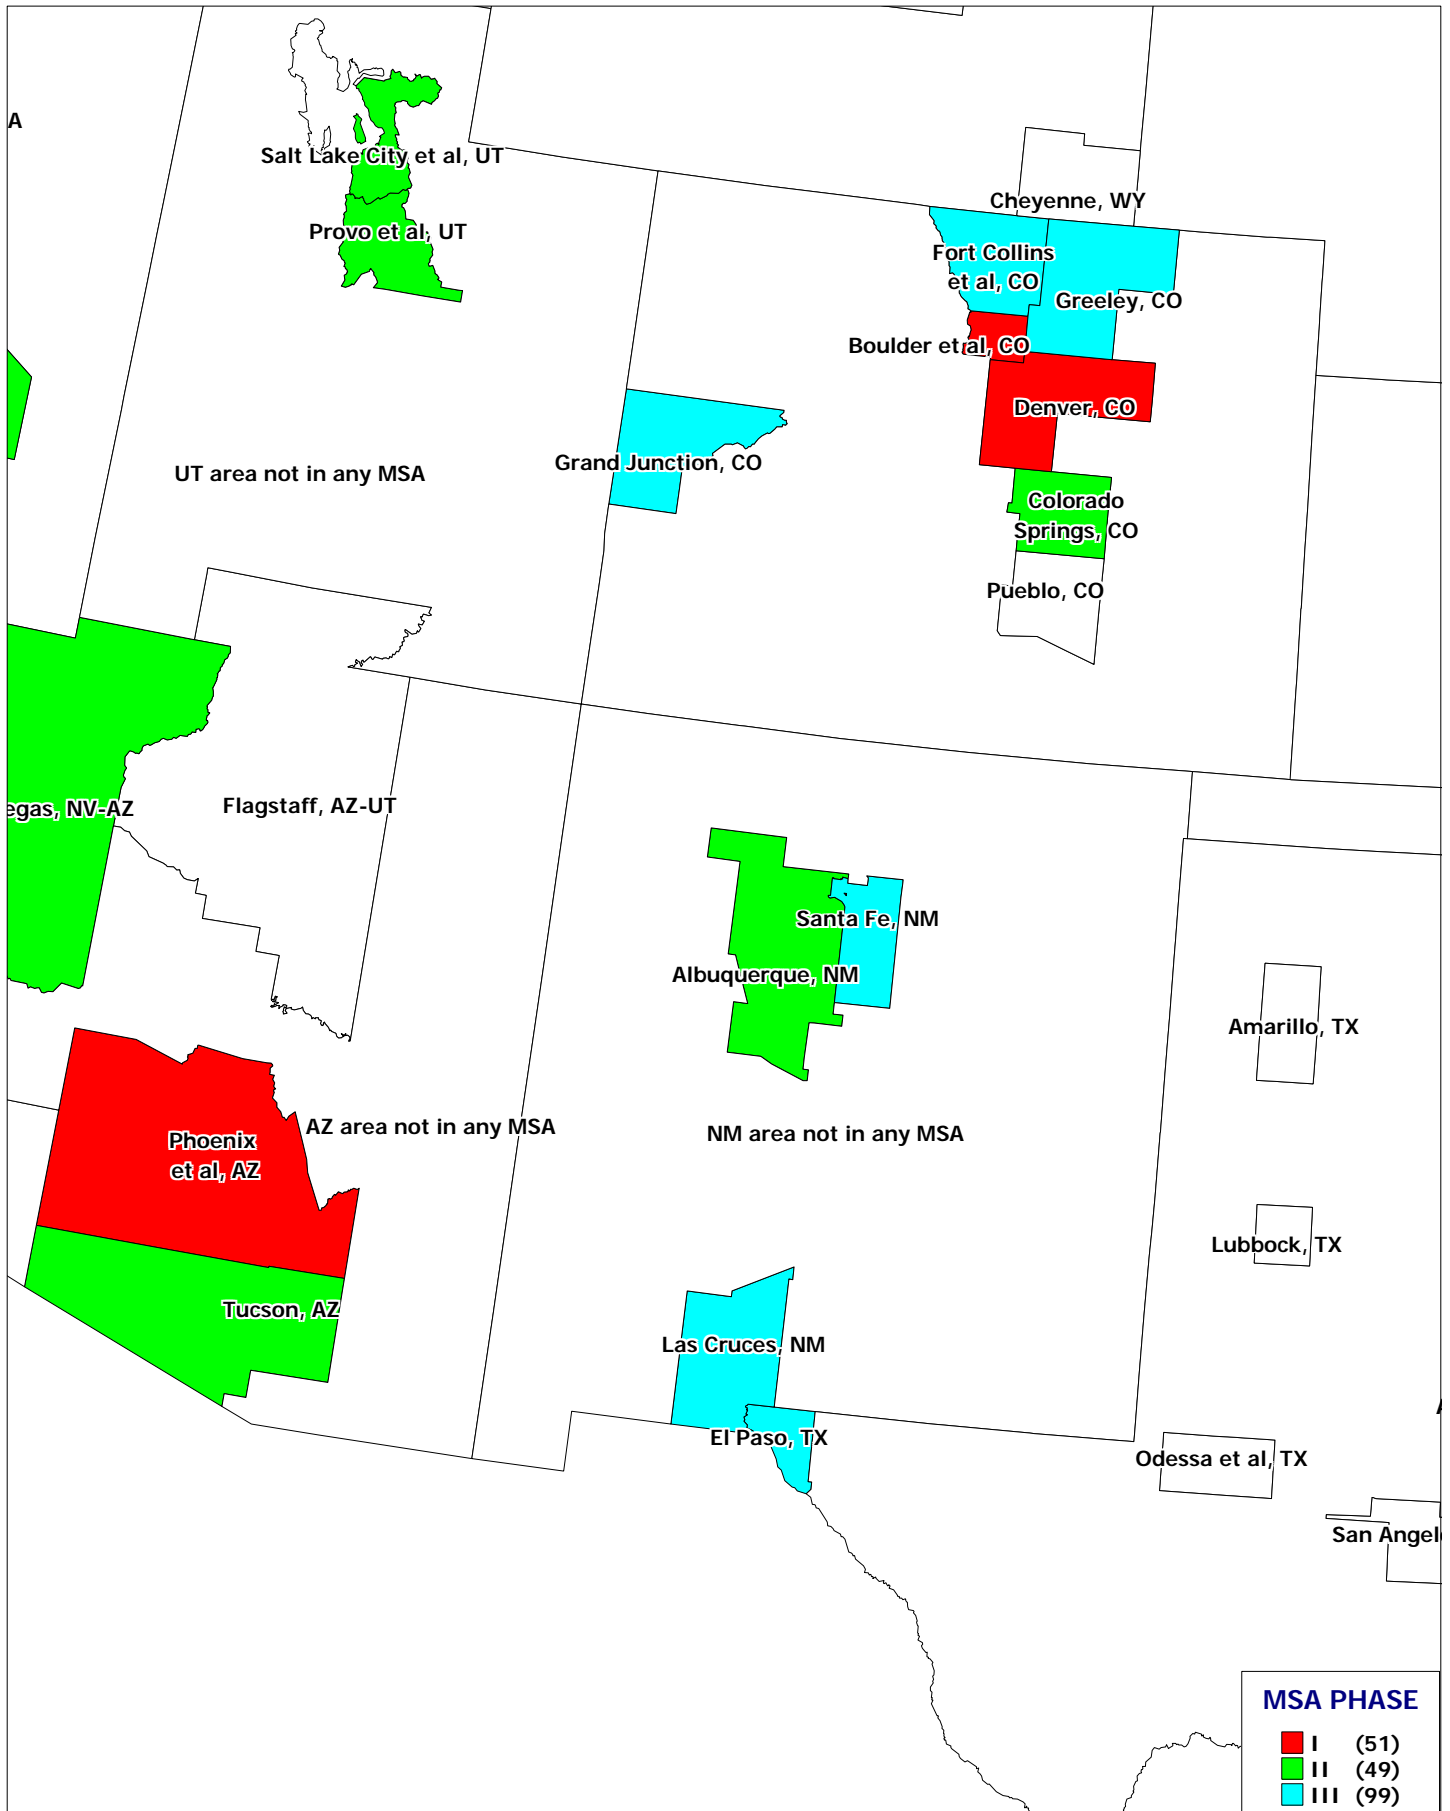 A
Salt Lake City et al, UT
Cheyenne, WY
Provo et al, UT
Fort Collins
et al, CO
Greeley, CO
Boulder et al, CO
Denver, CO
Grand Junction, CO
UT area not in any MSA
Colorado
Springs, CO
Pueblo, CO
egas, NV-AZ
Flagstaff, AZ-UT
Santa Fe, NM
Albuquerque, NM
Amarillo, TX
AZ area not in any MSA
NM area not in any MSA
Phoenix
et al, AZ
Lubbock, TX
Tucson, AZ
Las Cruces, NM
El Paso, TX
Odessa et al, TX
San Angel
MSA PHASE
I (51)
II (49)
III (99)